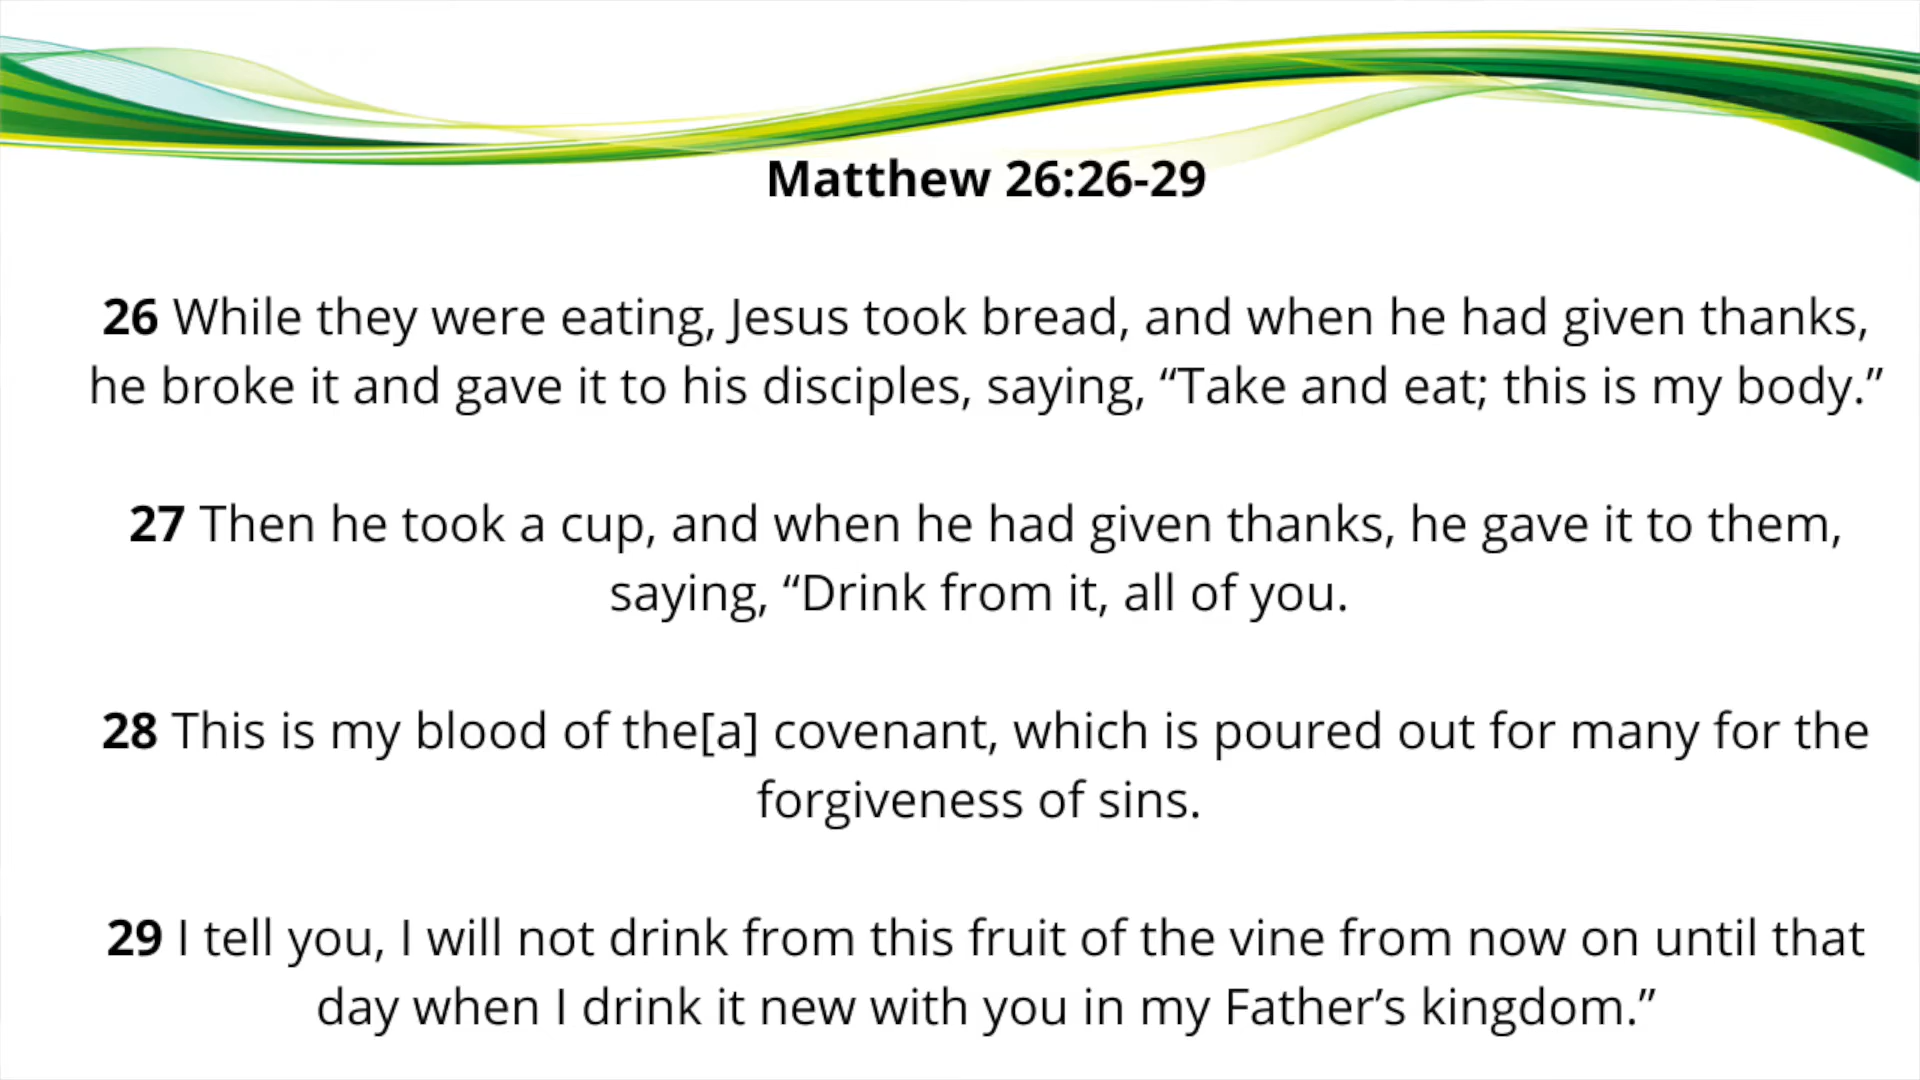 Matthew 26:26-29
26 While they were eating, Jesus took bread, and when he had given thanks,
he broke it and gave it to his disciples, saying, “Take and eat; this is my body.”
27 Then he took a cup, and when he had given thanks, he gave it to them,
saying, “Drink from it, all of you.
28 This is my blood of the[a] covenant, which is poured out for many for the
forgiveness of sins.
29 I tell you, I will not drink from this fruit of the vine from now on until that
day when I drink it new with you in my Father’s kingdom.”